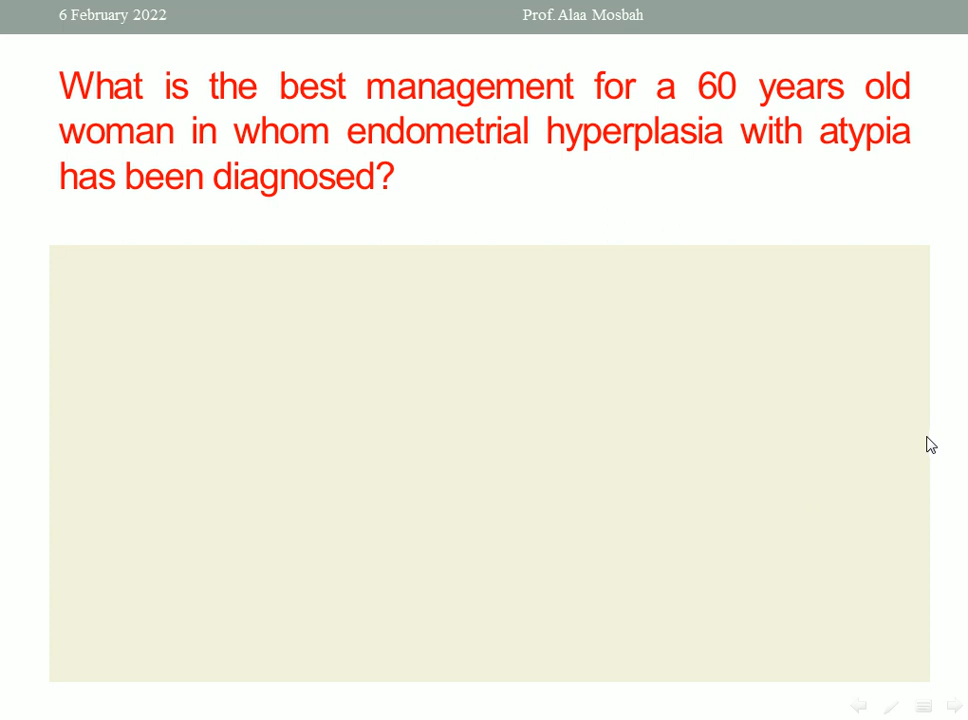 6 February 2022 Prof. Alaa Mosbah
What is the best management for a 60 years old
woman in whom endometrial hyperplasia with atypia
has been diagnosed?